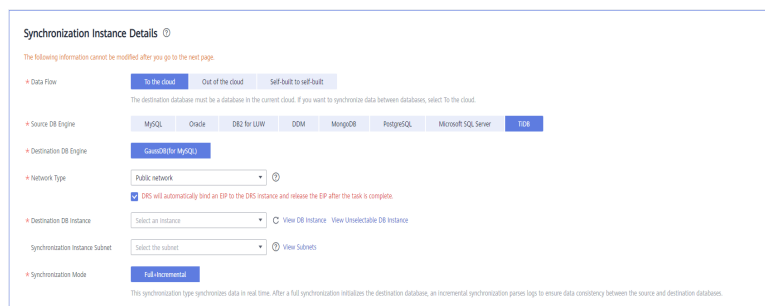 Synchronization Instance Details
The following information cannot be modified after you go to the next page.
* Data Flow
To the cloud Out of the cloud Self-built to self-built
The destination database must be a database in the current cloud. If you want to synchronize data between databases, select To the cloud.
* Source DB Engine
MySQL Oracle DB2 for LUW DDM MongoDB PostgreSQL Microsoft SQL Server TiDB
* Destination DB Engine
GaussDB(for MySQL)
* Network Type
Public network
DRS will automatically bind an EIP to the DRS instance and release the EIP after the task is complete.
* Destination DB Instance
Select an instance View DB Instance View Unselectable DB Instance
Synchronization Instance Subnet
Select the subnet View Subnets
* Synchronization Mode
Full+Incremental
This synchronization type synchronizes data in real time. After a full synchronization initializes the destination database, an incremental synchronization parses logs to ensure data consistency between the source and destination databases.